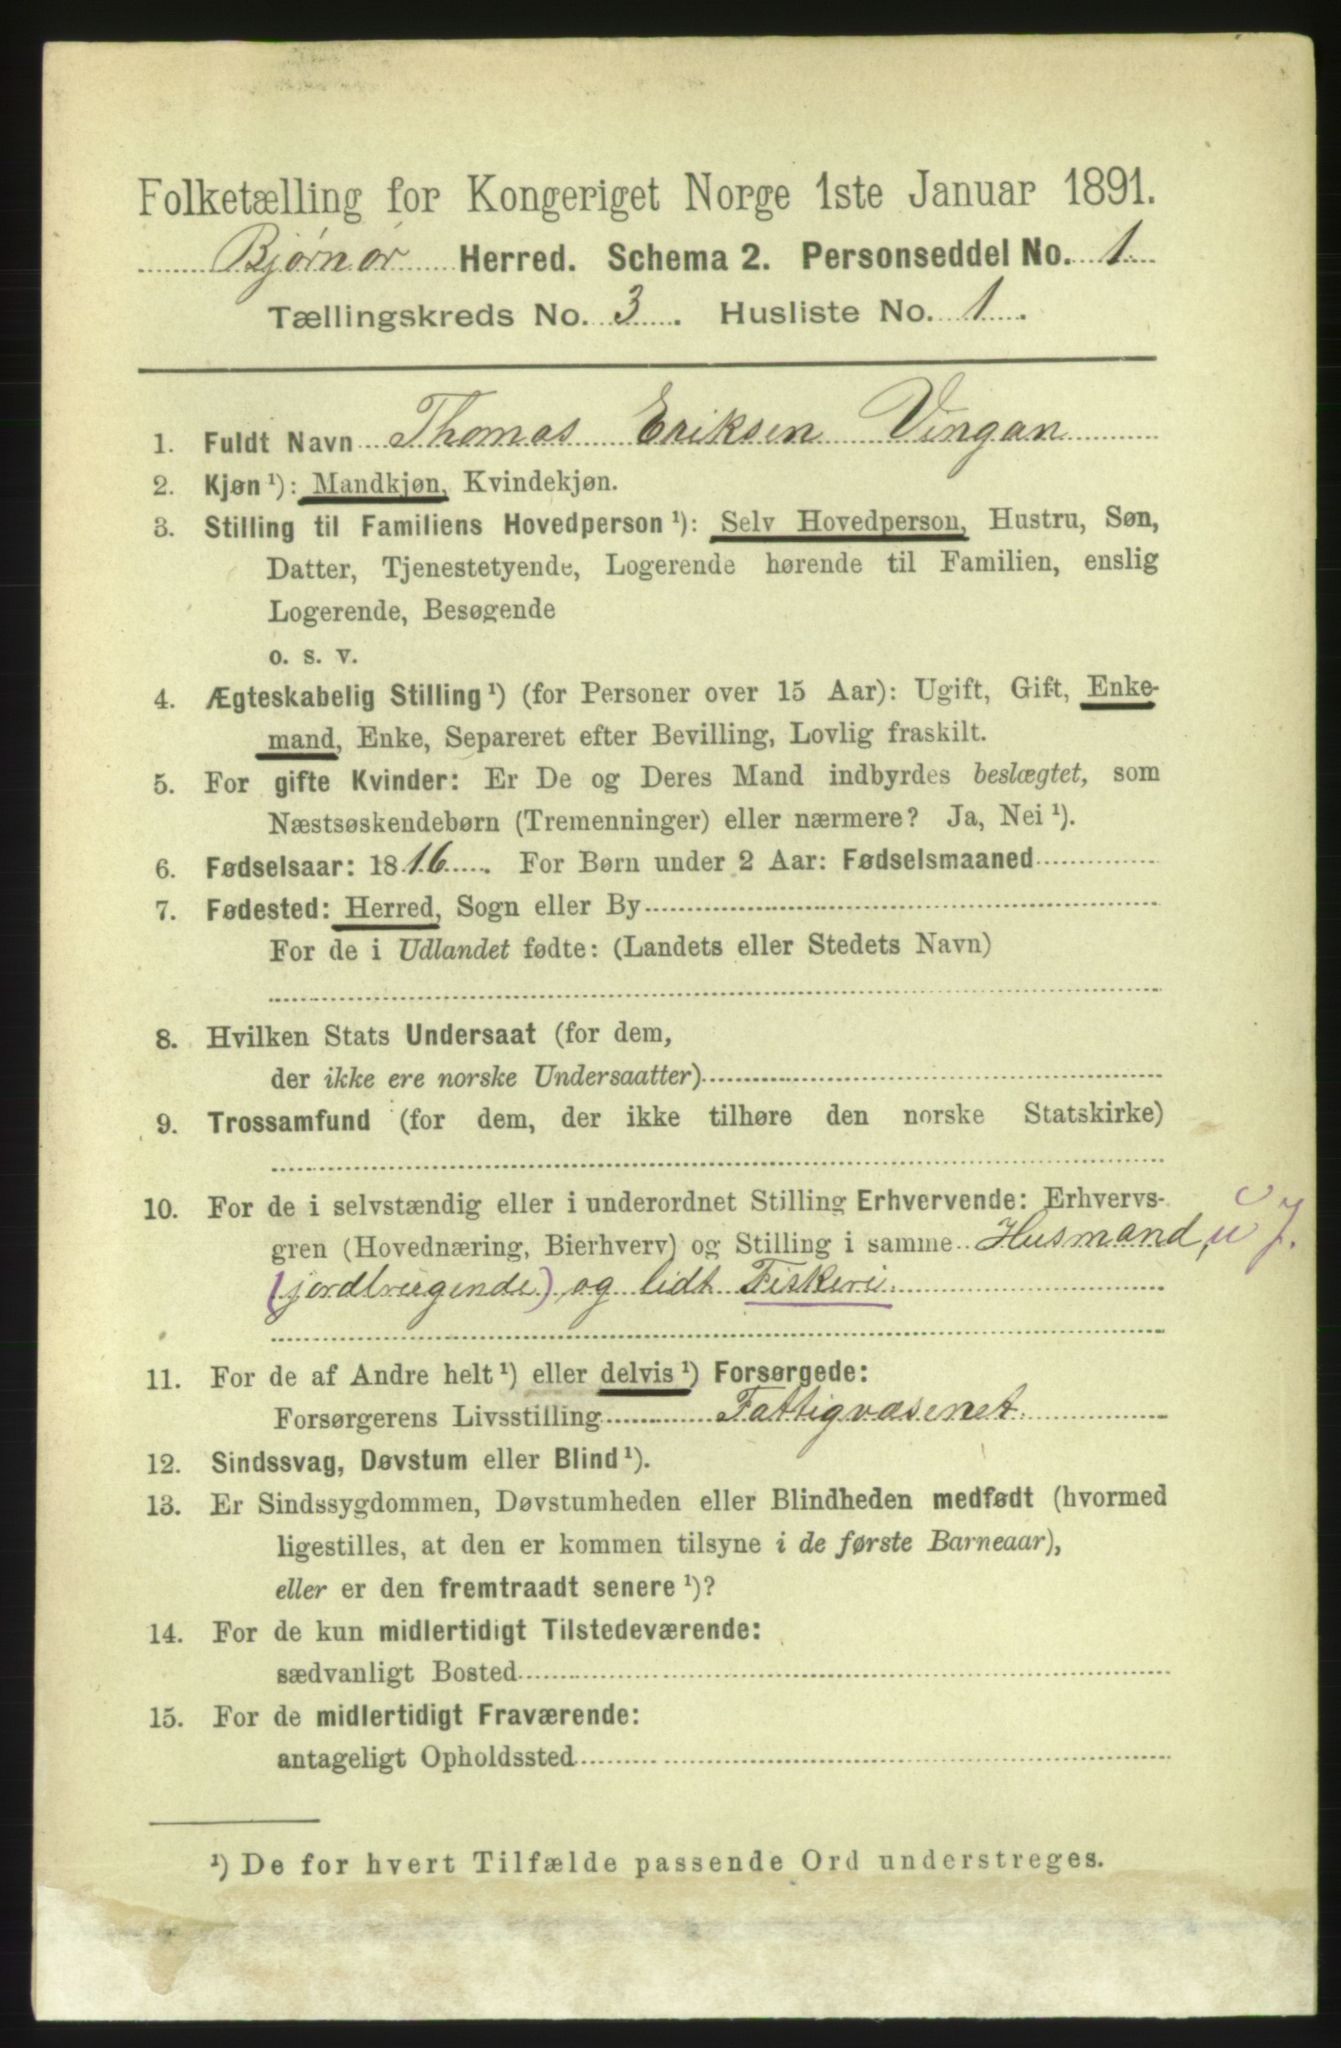 Folketælling for Kongeriget Norge 1ste Januar 1891.
Bjørnør Herred. Schema 2. Personseddel No. 1
Tællingskreds No. 3. Husliste No. 1.
1. Fuldt Navn Thomas Eriksen Vingan
2. Kjøn ¹): Mandkjøn, Kvindekjøn.
3. Stilling til Familiens Hovedperson ¹): Selv Hovedperson, Hustru, Søn,
Datter, Tjenestetyende, Logerende hørende til Familien, enslig
Logerende, Besøgende
o. s. v.
4. Ægteskabelig Stilling ¹) (for Personer over 15 Aar): Ugift, Gift, Enke-
mand, Enke, Separeret efter Bevilling, Lovlig fraskilt.
5. For gifte Kvinder: Er De og Deres Mand indbyrdes beslægtet, som
Næstsøskendebørn (Tremenninger) eller nærmere? Ja, Nei ¹).
6. Fødselsaar: 1816. For Børn under 2 Aar: Fødselsmaaned
7. Fødested: Herred, Sogn eller By
For de i Udlandet fødte: (Landets eller Stedets Navn)
8. Hvilken Stats Undersaat (for dem,
der ikke ere norske Undersaatter)
9. Trossamfund (for dem, der ikke tilhøre den norske Statskirke)
10. For de i selvstændig eller i underordnet Stilling Erhvervende: Erhvervs-
gren (Hovednæring, Bierhverv) og Stilling i samme Husmand,
(jordbrugende) og lidt Fiskeri
11. For de af Andre helt ¹) eller delvis ¹) Forsørgede:
Forsørgerens Livsstilling Fattigvæsenet
12. Sindssvag, Døvstum eller Blind ¹).
13. Er Sindssygdommen, Døvstumheden eller Blindheden medfødt (hvormed
ligestilles, at den er kommen tilsyne i de første Barneaar),
eller er den fremtraadt senere ¹)?
14. For de kun midlertidigt Tilstedeværende:
sædvanligt Bosted
15. For de midlertidigt Fraværende:
antageligt Opholdssted
¹) De for hvert Tilfælde passende Ord understreges.